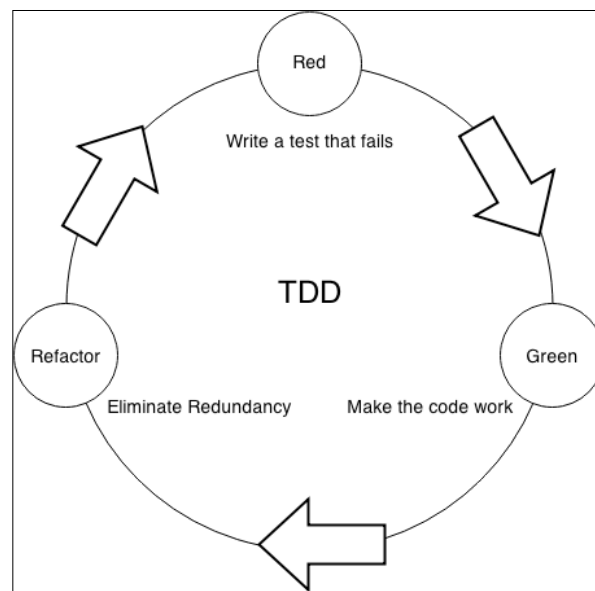 Red
Write a test that fails
TDD
Refactor
Green
Eliminate Redundancy
Make the code work